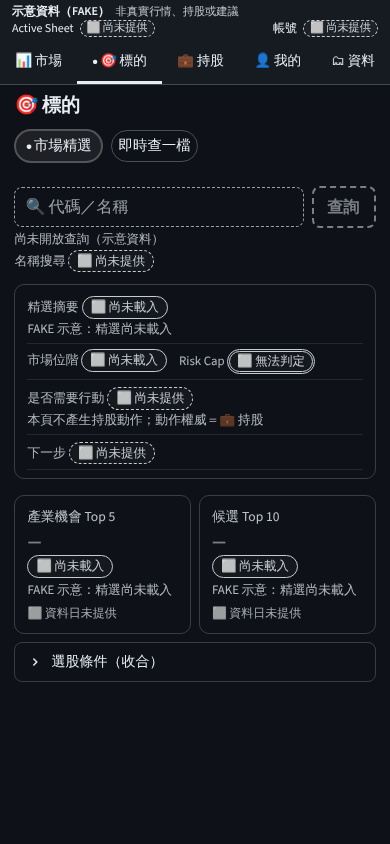 示意資料（FAKE） 非真實行情、持股或建議
Active Sheet ⬜ 尚未提供 帳號 ⬜ 尚未提供
📊 市場 •🎯 標的 💼 持股 👤 我的 🗂 資料
🎯 標的
•市場精選 即時查一檔
🔍 代碼／名稱 查詢
尚未開放查詢（示意資料）
名稱搜尋 ⬜ 尚未提供
精選摘要 ⬜ 尚未載入
FAKE 示意：精選尚未載入
市場位階 ⬜ 尚未載入 Risk Cap ⬜ 無法判定
是否需要行動 ⬜ 尚未提供
本頁不產生持股動作；動作權威＝💼 持股
下一步 ⬜ 尚未提供
產業機會 Top 5
—
⬜ 尚未載入
FAKE 示意：精選尚未載入
⬜ 資料日未提供
候選 Top 10
—
⬜ 尚未載入
FAKE 示意：精選尚未載入
⬜ 資料日未提供
› 選股條件（收合）